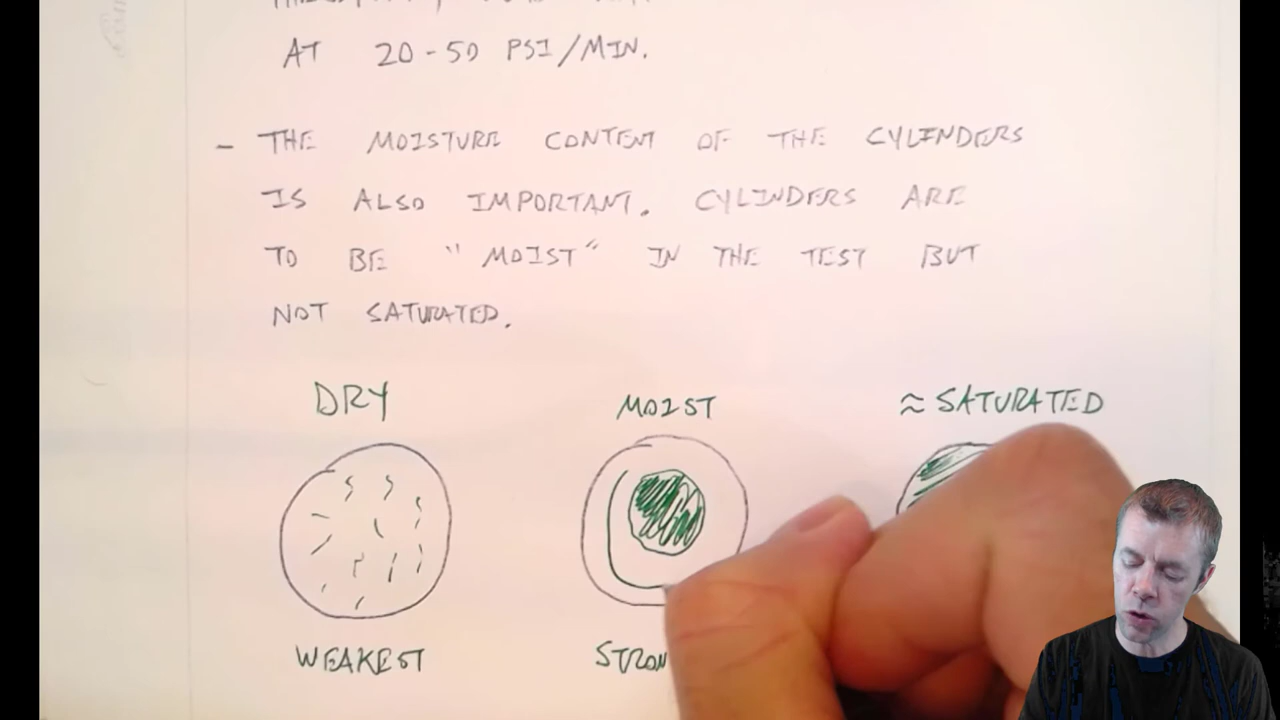 AT 20-50 PSI/MIN.
- THE MOISTURE CONTENT OF THE CYLINDERS
IS ALSO IMPORTANT. CYLINDERS ARE
TO BE "MOIST" IN THE TEST BUT
NOT SATURATED.
DRY MOIST ≈ SATURATED
WEAKEST STRON